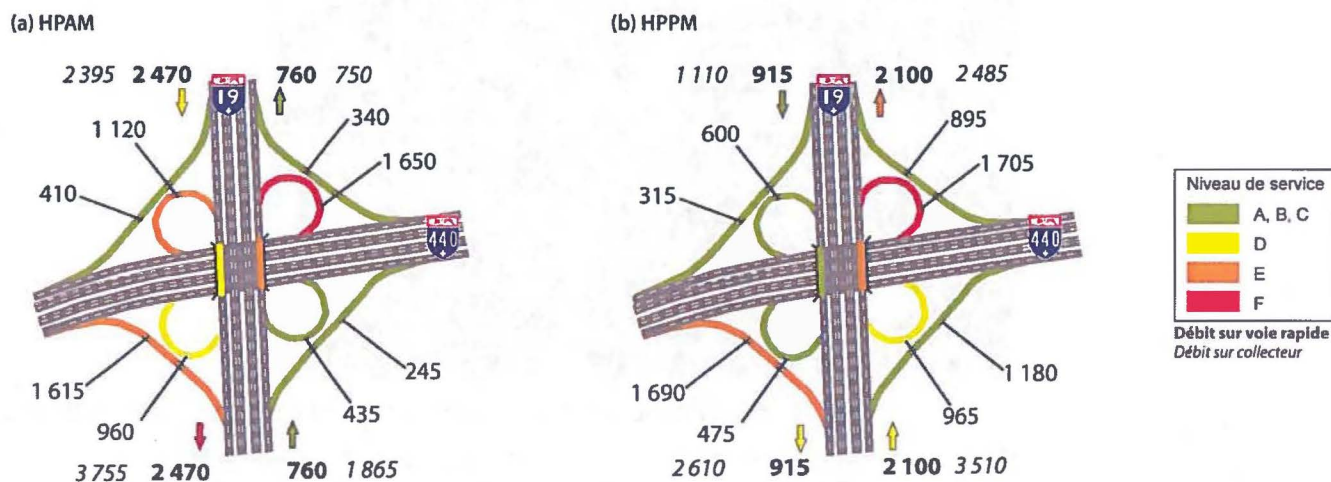 (a) HPAM
2 395 2 470 760 750
19
1 120
340
410
1 650
440
1 615
245
960
435
3 755 2 470 760 1 865
(b) HPPM
1 110 915 2 100 2 485
19
600
895
315
1 705
440
1 690
1 180
475
965
2 610 915 2 100 3 510
Niveau de service
A, B, C
D
E
F
Débit sur voie rapide
Débit sur collecteur